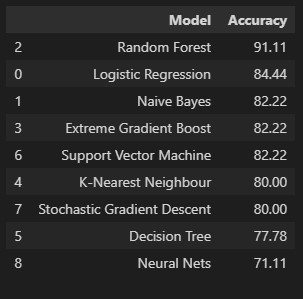 Model Accuracy
2 Random Forest 91.11
0 Logistic Regression 84.44
1 Naive Bayes 82.22
3 Extreme Gradient Boost 82.22
6 Support Vector Machine 82.22
4 K-Nearest Neighbour 80.00
7 Stochastic Gradient Descent 80.00
5 Decision Tree 77.78
8 Neural Nets 71.11